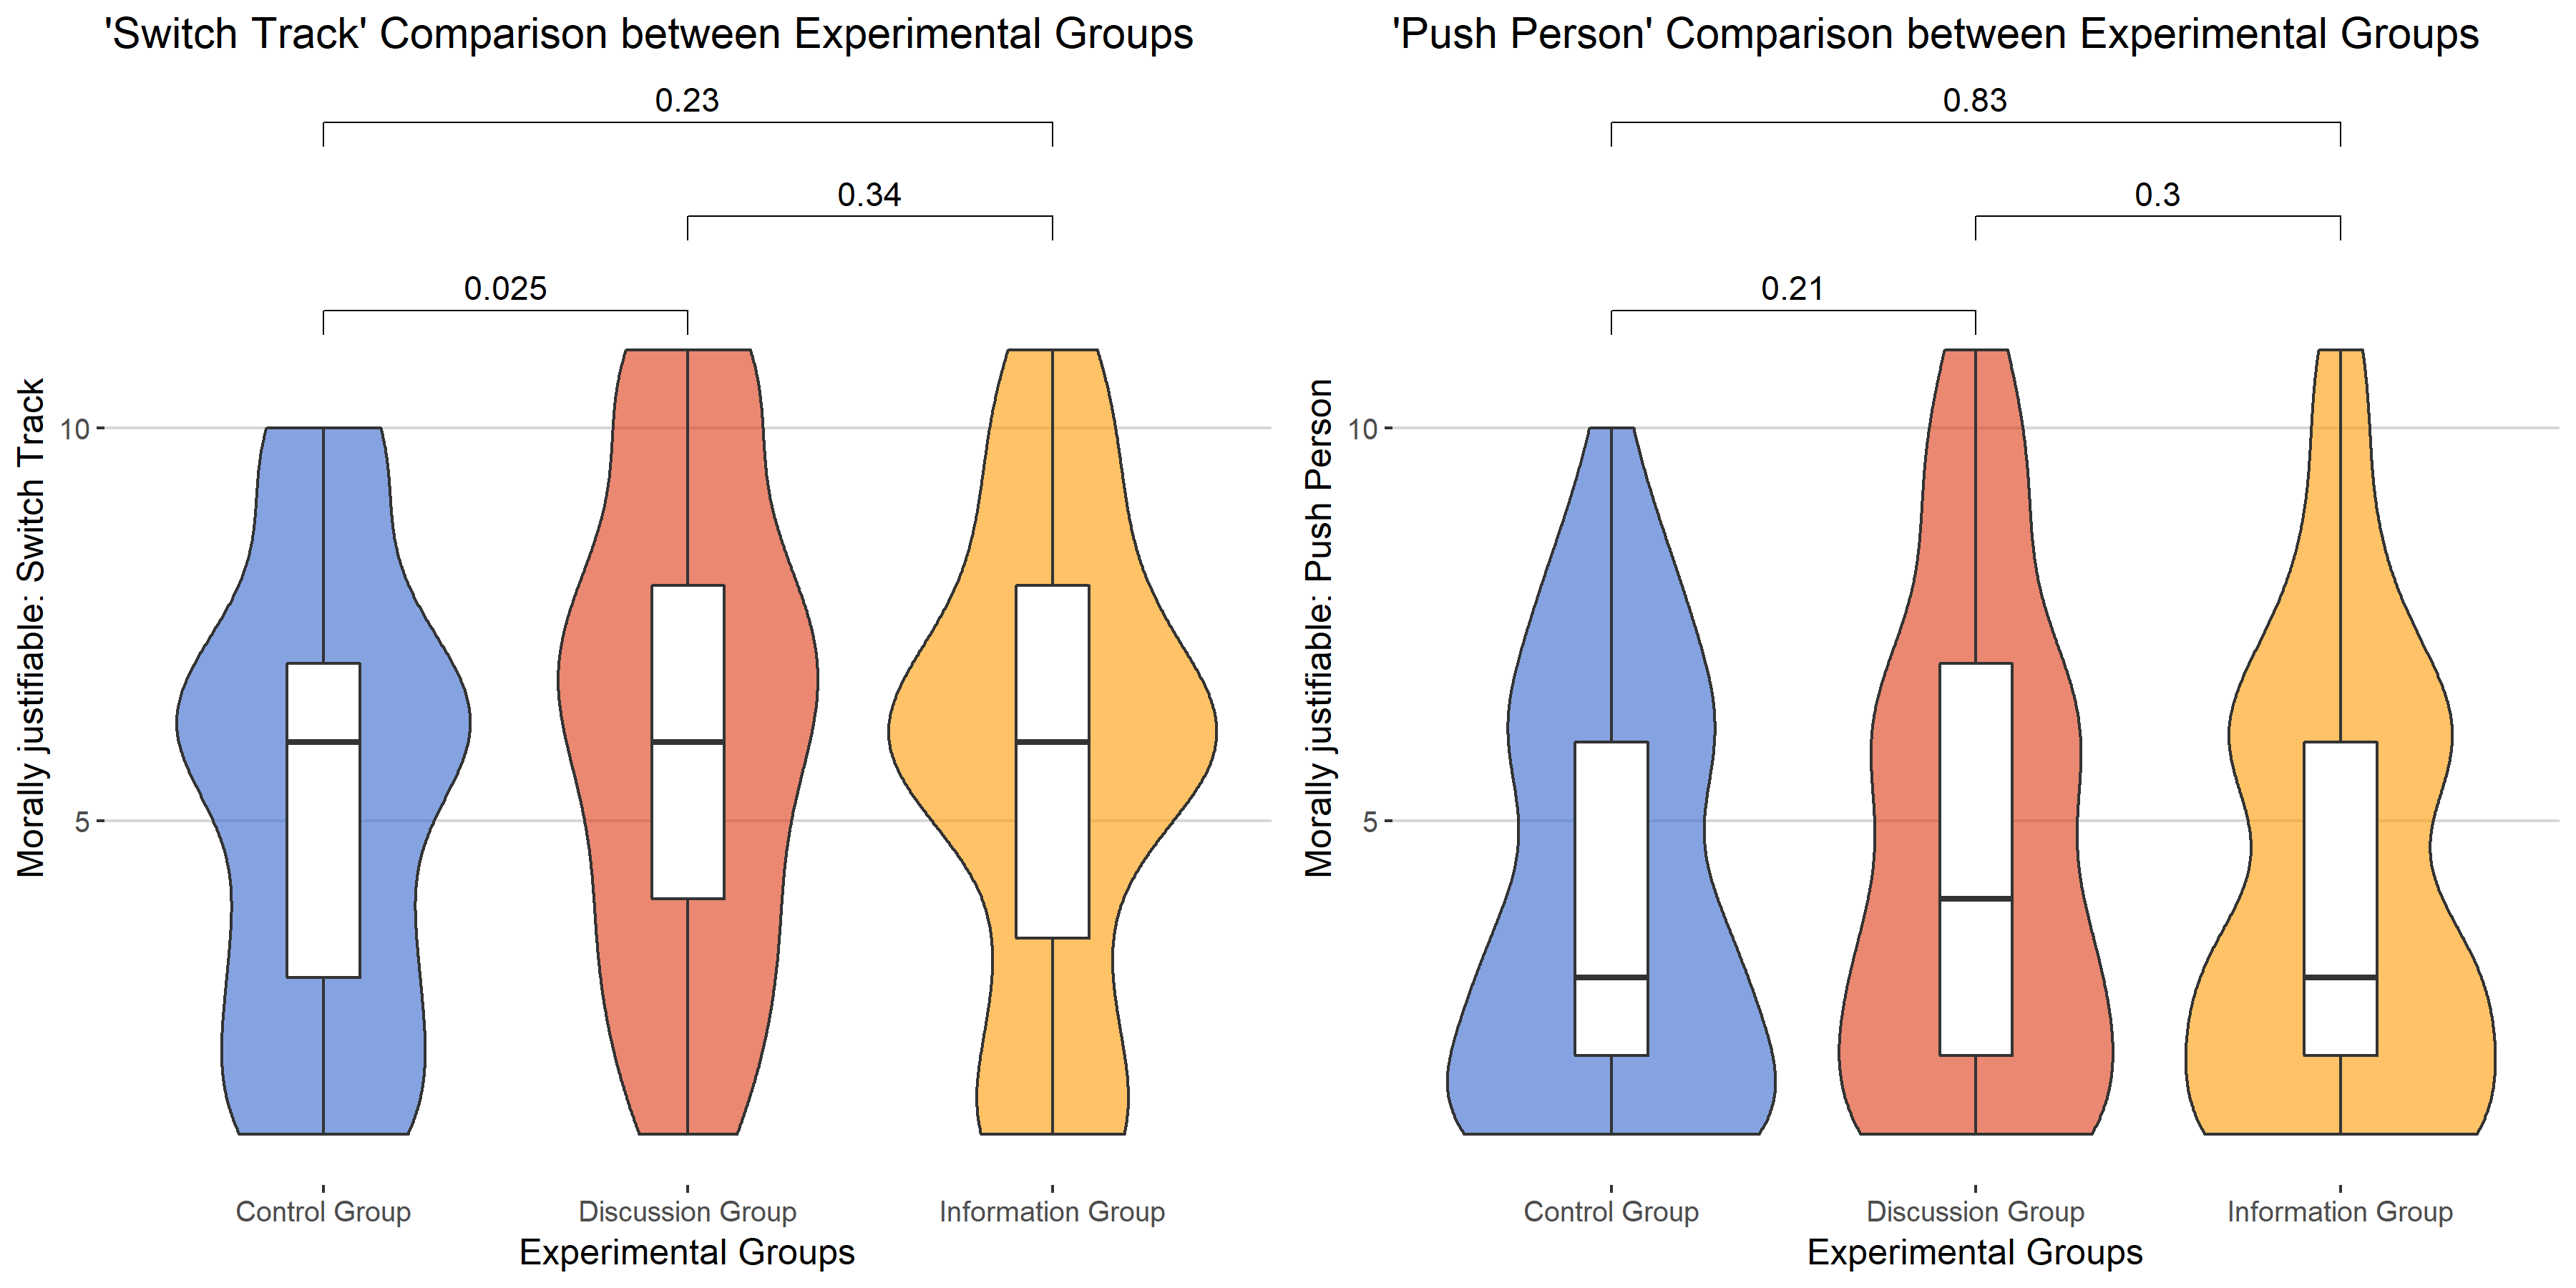 'Switch Track' Comparison between Experimental Groups
0.23
0.34
0.025
10
5
Morally justifiable: Switch Track
Control Group
Discussion Group
Information Group
Experimental Groups
'Push Person' Comparison between Experimental Groups
0.83
0.3
0.21
10
5
Morally justifiable: Push Person
Control Group
Discussion Group
Information Group
Experimental Groups